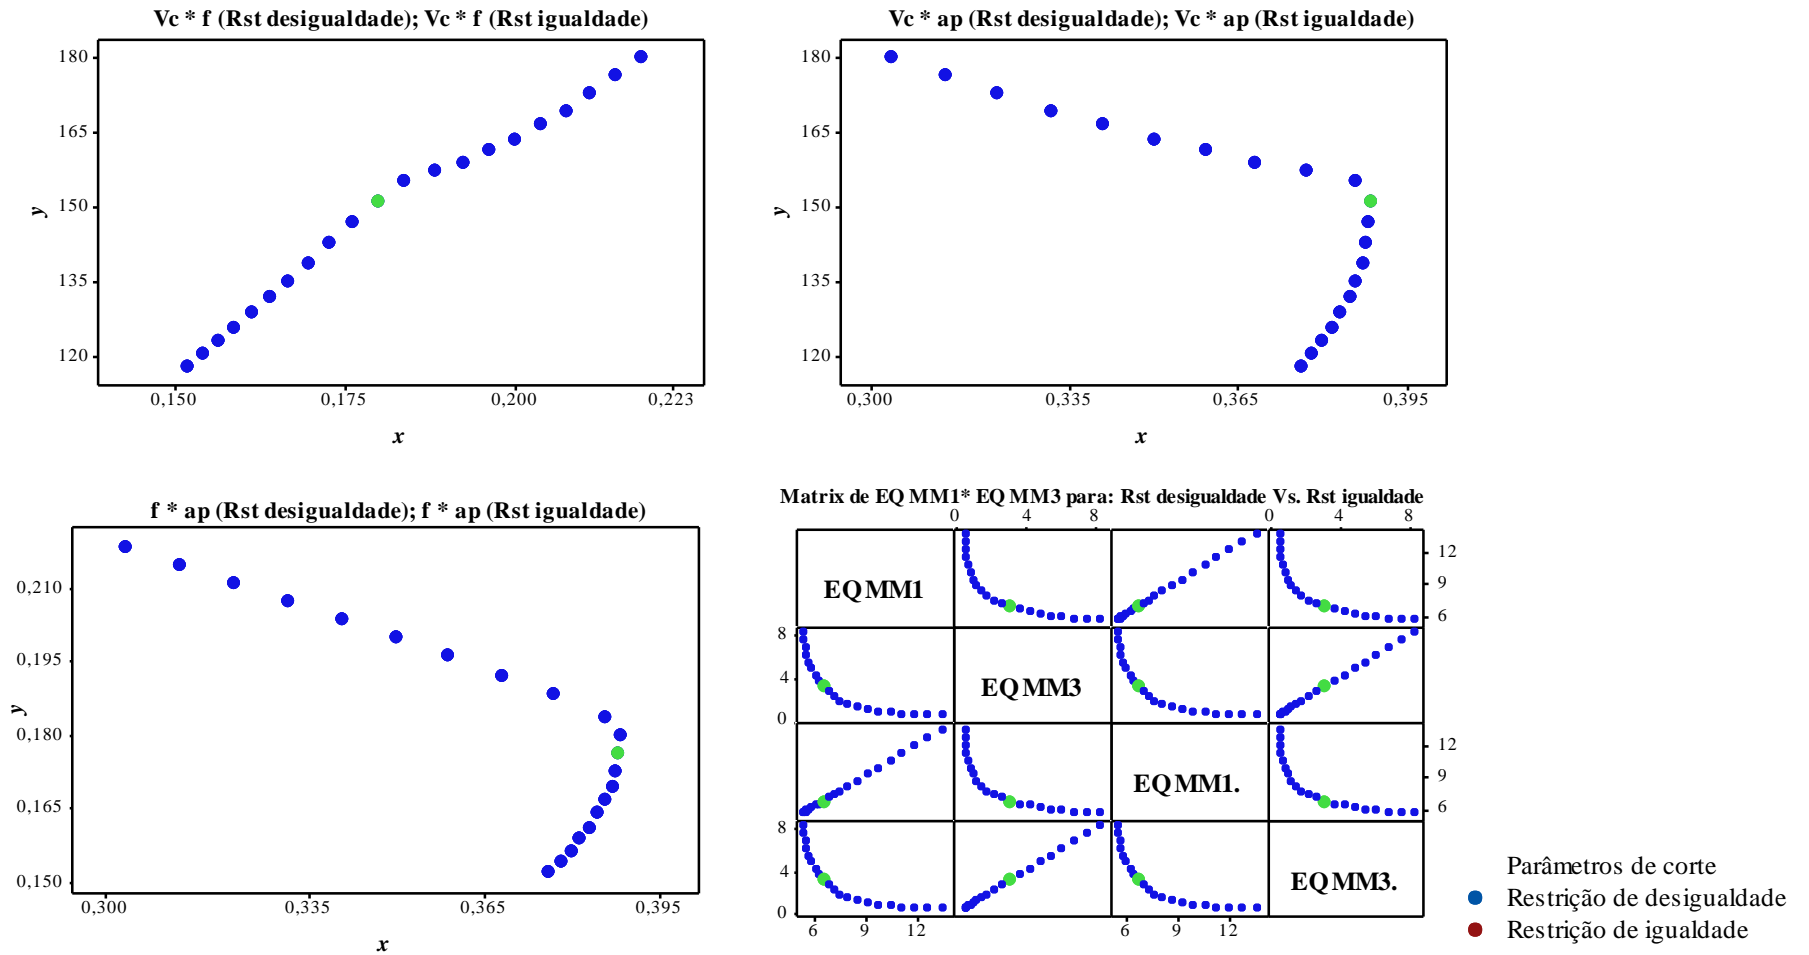 Vc * f (Rst desigualdade); Vc * f (Rst igualdade)
180
165
150
135
120
y
0,150 0,175 0,200 0,223
x
Vc * ap (Rst desigualdade); Vc * ap (Rst igualdade)
180
165
150
135
120
y
0,300 0,335 0,365 0,395
x
f * ap (Rst desigualdade); f * ap (Rst igualdade)
0,210
0,195
0,180
0,165
0,150
y
0,300 0,335 0,365 0,395
x
Matrix de EQMM1* EQMM3 para: Rst desigualdade Vs. Rst igualdade
0 4 8 0 4 8
EQMM1
12
9
6
8
4
0
EQMM3
EQMM1.
12
9
6
8
4
0
EQMM3.
6 9 12 6 9 12
Parâmetros de corte
Restrição de desigualdade
Restrição de igualdade